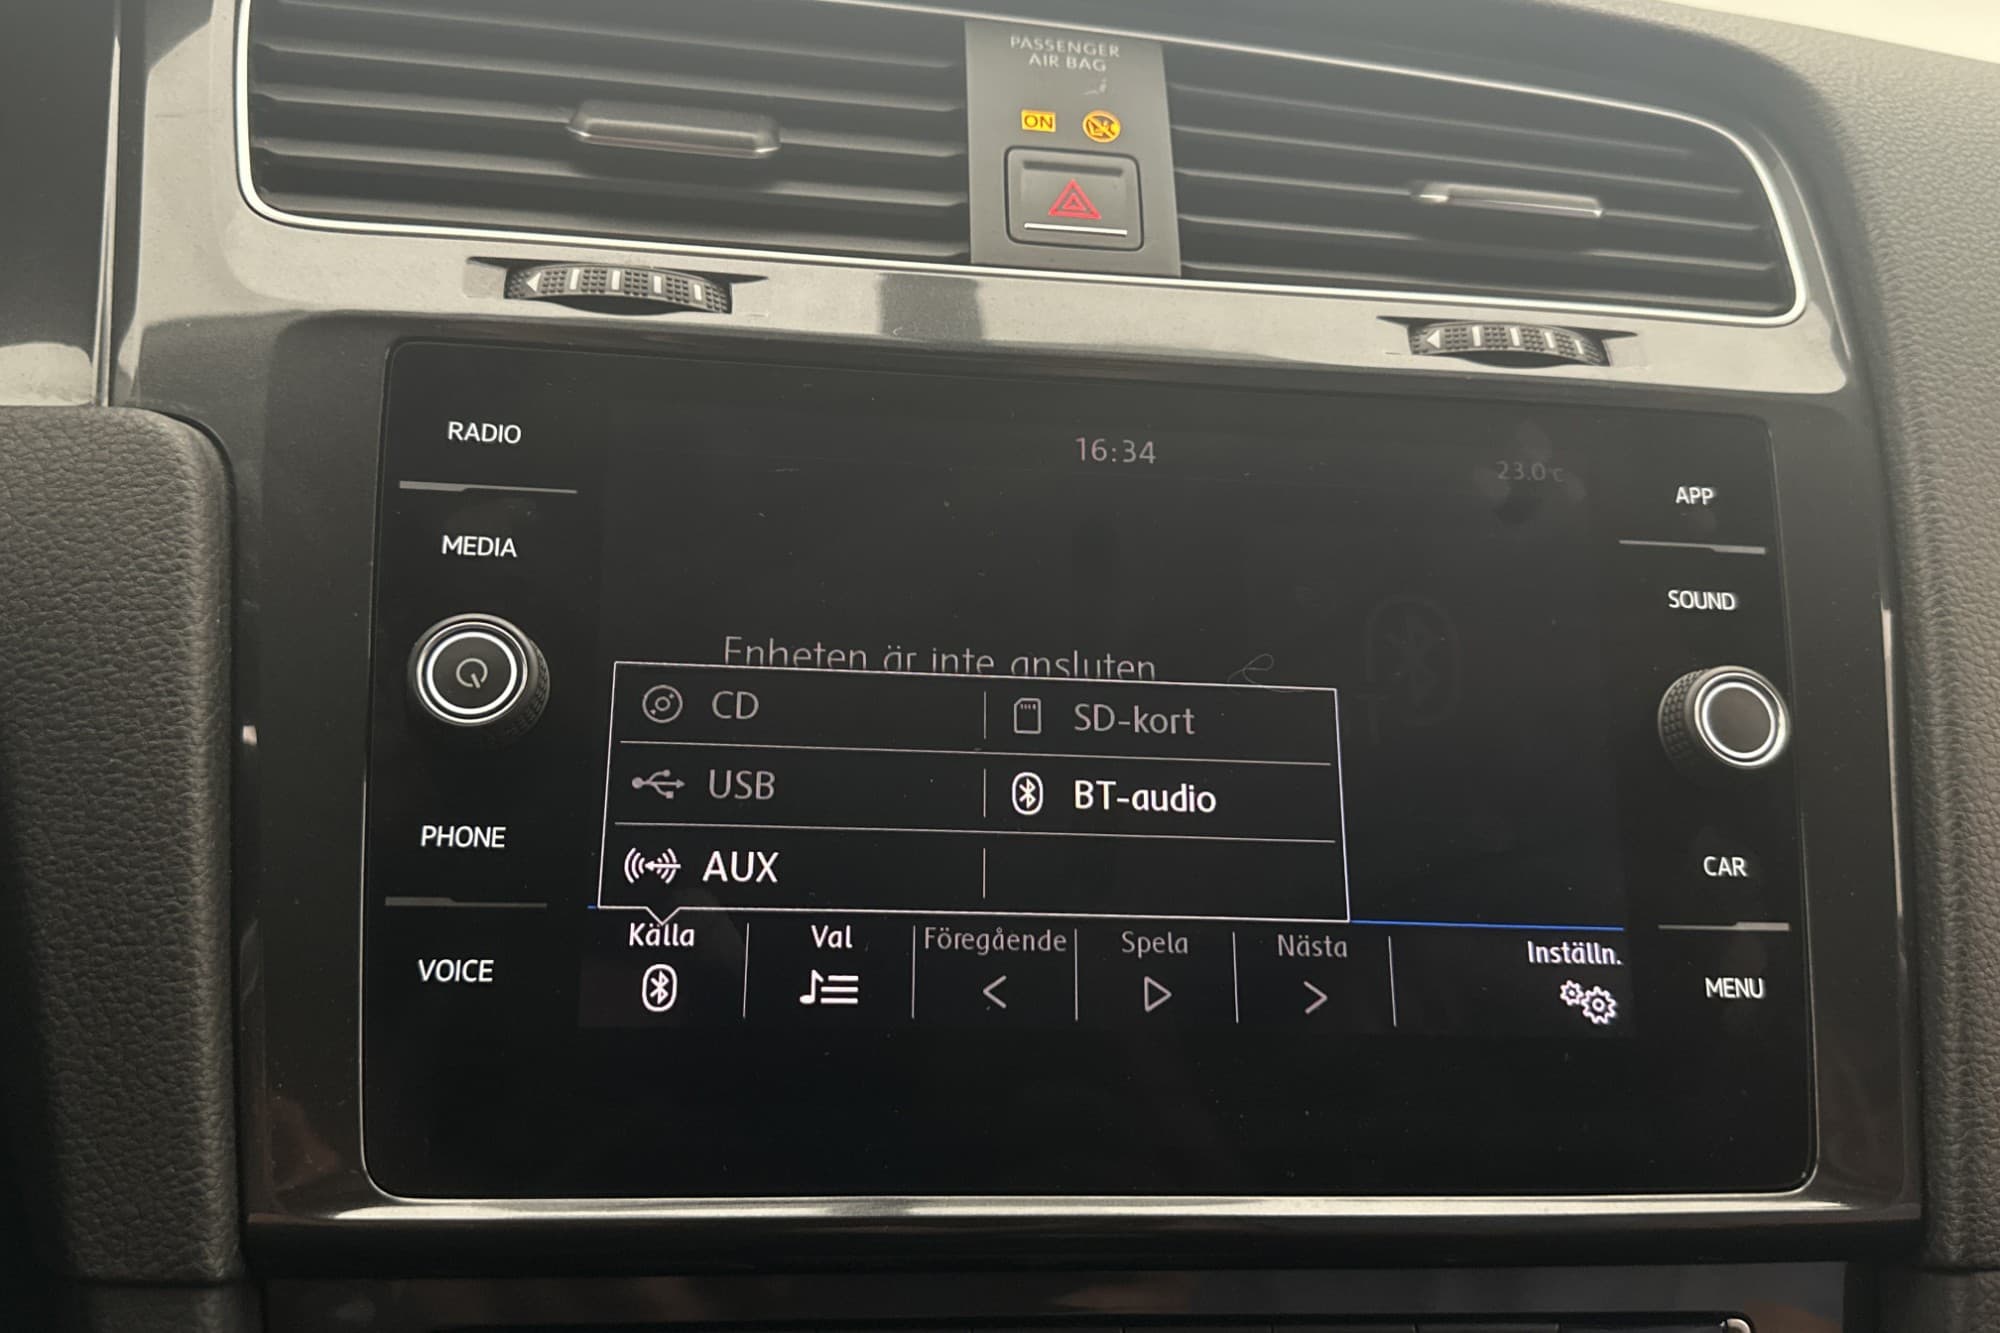 PASSENGER
AIR BAG
ON
RADIO
MEDIA
PHONE
VOICE
16:34
23.0 c
Enheten är inte ansluten
CD
SD-kort
USB
BT-audio
AUX
Källa
Val
Föregående
Spela
Nästa
Inställn.
APP
SOUND
CAR
MENU